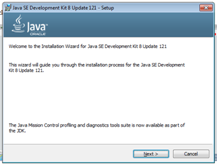 Java SE Development Kit 8 Update 121 - Setup
Java
ORACLE
Welcome to the Installation Wizard for Java SE Development Kit 8 Update 121
This wizard will guide you through the installation process for the Java SE Development
Kit 8 Update 121.
The Java Mission Control profiling and diagnostics tools suite is now available as part of
the JDK.
Next >
Cancel